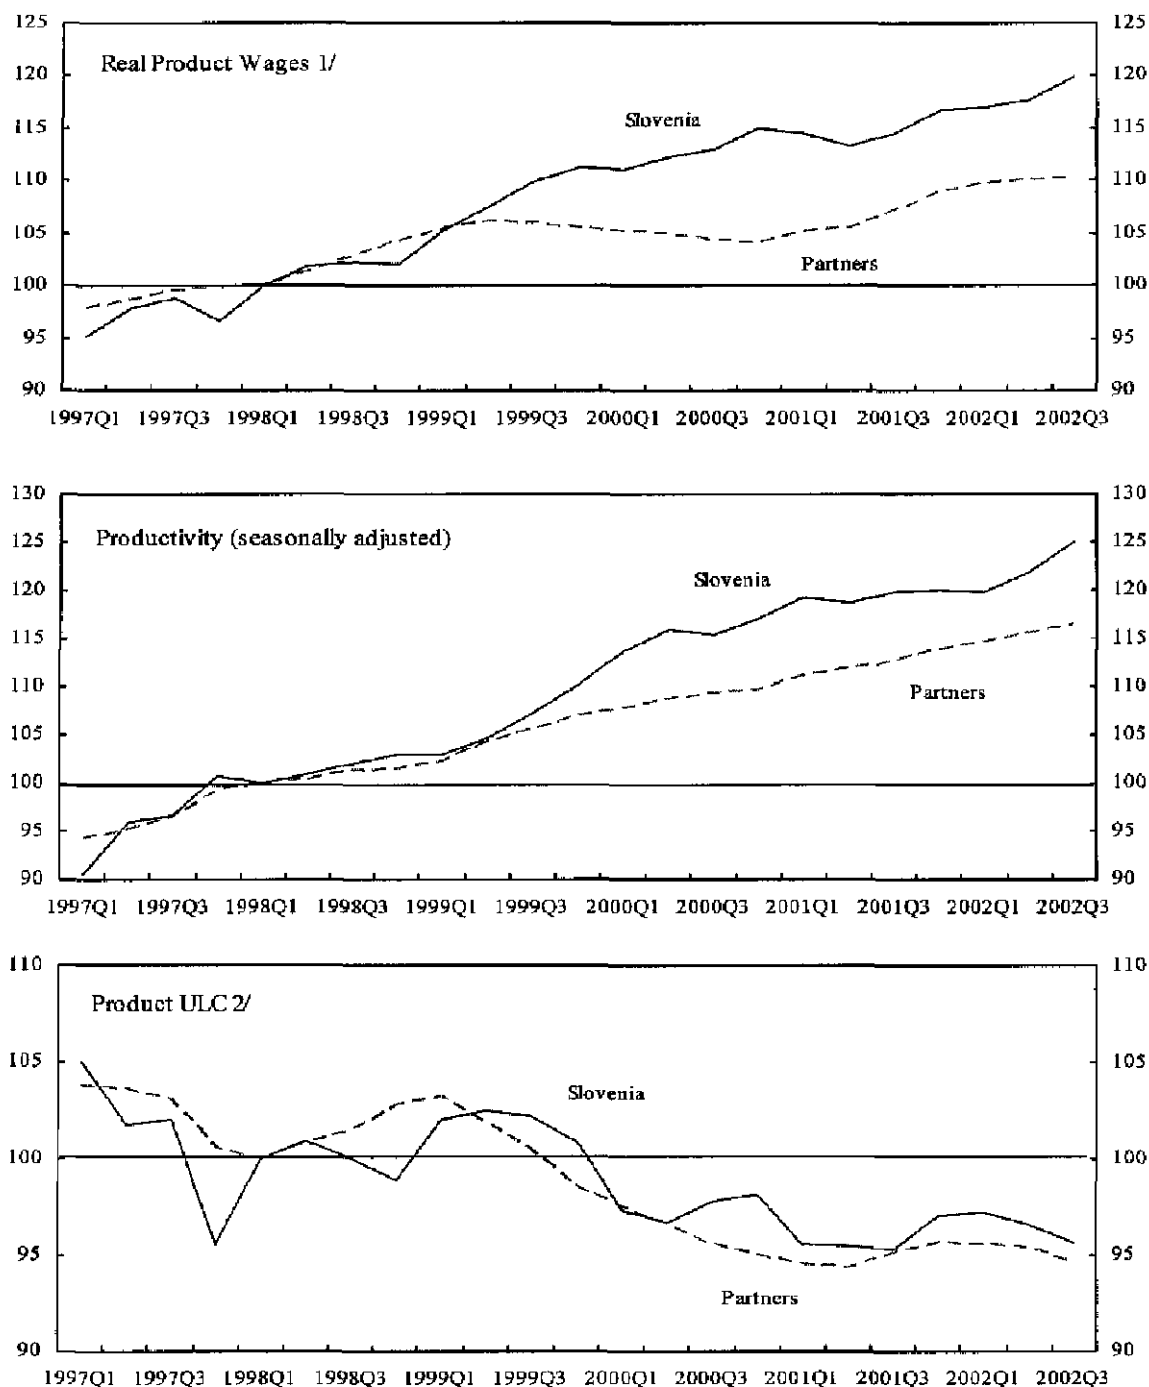 125 125
Real Product Wages 1/
120 120
Slovenia
115 115
110 110
105 105
Partners
100 100
95 95
90 90
1997Q1 1997Q3 1998Q1 1998Q3 1999Q1 1999Q3 2000Q1 2000Q3 2001Q1 2001Q3 2002Q1 2002Q3
130 130
Productivity (seasonally adjusted)
125 125
Slovenia
120 120
115 115
Partners
110 110
105 105
100 100
95 95
90 90
1997Q1 1997Q3 1998Q1 1998Q3 1999Q1 1999Q3 2000Q1 2000Q3 2001Q1 2001Q3 2002Q1 2002Q3
110 110
Product ULC 2/
105 105
Slovenia
100 100
95 95
Partners
90 90
1997Q1 1997Q3 1998Q1 1998Q3 1999Q1 1999Q3 2000Q1 2000Q3 2001Q1 2001Q3 2002Q1 2002Q3